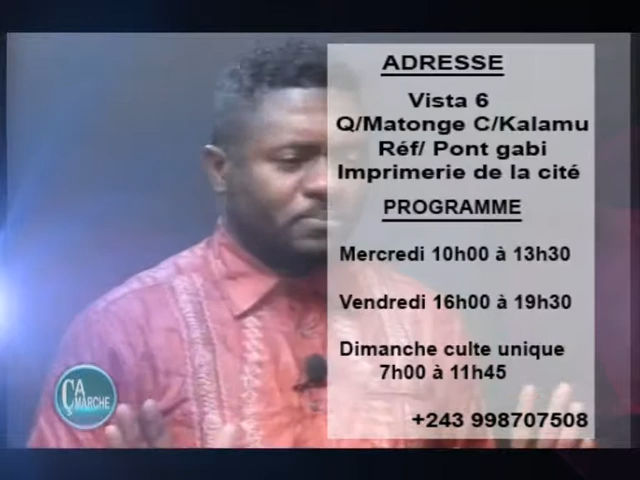 ADRESSE
Vista 6
Q/Matonge C/Kalamu
Réf/ Pont gabi
Imprimerie de la cité
PROGRAMME
Mercredi 10h00 à 13h30
Vendredi 16h00 à 19h30
Dimanche culte unique
7h00 à 11h45
+243 998707508
ÇA
MARCHE